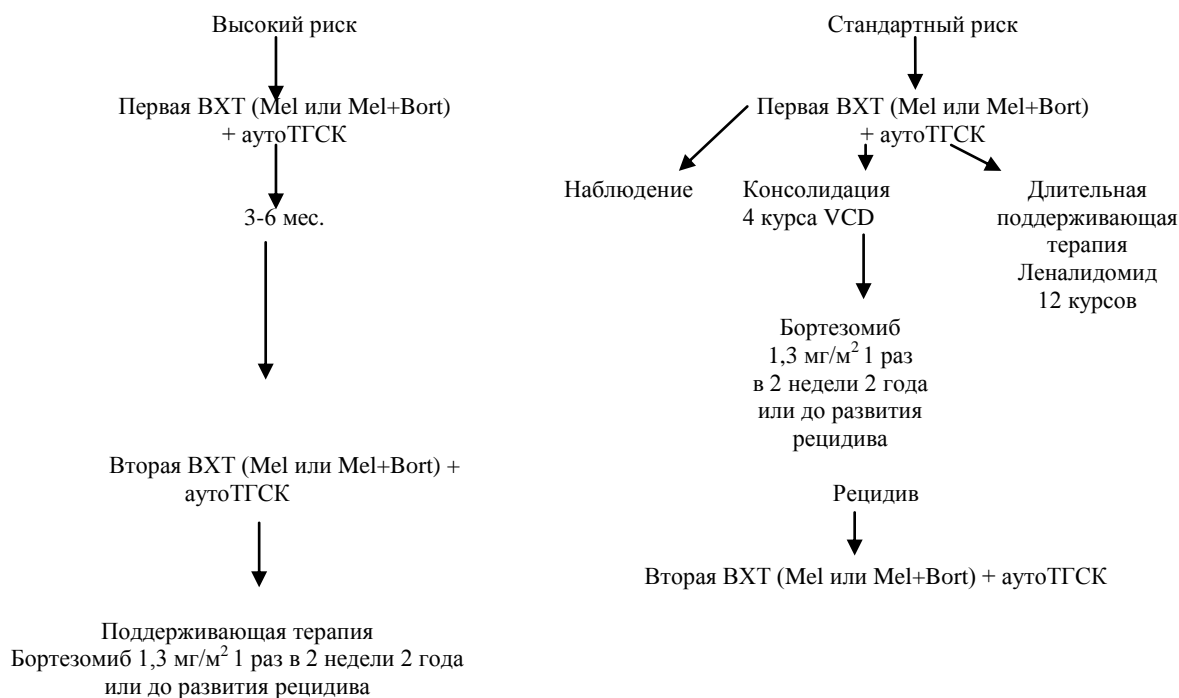 Высокий риск
Первая ВХТ (Mel или Mel+Bort)
+ аутоТГСК
3-6 мес.
Вторая ВХТ (Mel или Mel+Bort) +
аутоТГСК
Поддерживающая терапия
Бортезомиб 1,3 мг/м² 1 раз в 2 недели 2 года
или до развития рецидива
Стандартный риск
Первая ВХТ (Mel или Mel+Bort)
+ аутоТГСК
Наблюдение
Консолидация
4 курса VCD
Бортезомиб
1,3 мг/м² 1 раз
в 2 недели 2 года
или до развития
рецидива
Длительная
поддерживающая
терапия
Леналидомид
12 курсов
Рецидив
Вторая ВХТ (Mel или Mel+Bort) + аутоТГСК